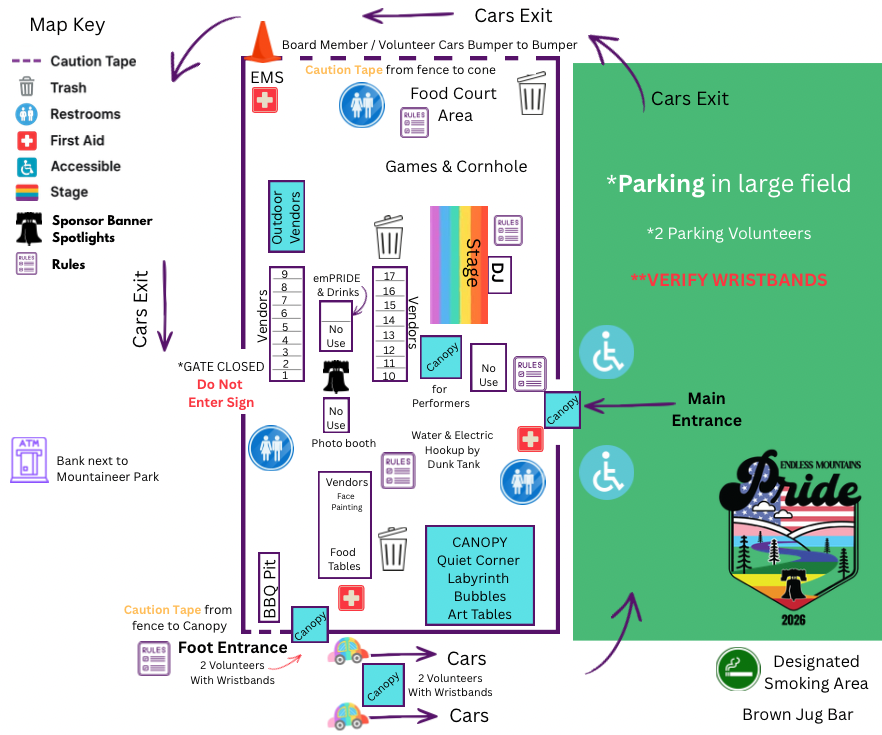 Map Key
Caution Tape
Trash
Restrooms
First Aid
Accessible
Stage
Sponsor Banner
Spotlights
RULES
Rules
Cars Exit
Board Member / Volunteer Cars Bumper to Bumper
Caution Tape from fence to cone
EMS
Food Court
Area
RULES
Games & Cornhole
Cars Exit
*Parking in large field
*2 Parking Volunteers
**VERIFY WRISTBANDS
Outdoor
Vendors
Stage
DJ
RULES
Cars Exit
Vendors
9
8
7
6
5
4
3
2
1
emPRIDE
& Drinks
No
Use
17
16
15
14
13
12
11
10
Vendors
Canopy
for
Performers
No
Use
RULES
*GATE CLOSED
Do Not
Enter Sign
No
Use
Photo booth
Canopy
Main
Entrance
Water & Electric
Hookup by
Dunk Tank
ATM
Bank next to
Mountaineer Park
RULES
Vendors
Face
Painting
Food
Tables
CANOPY
Quiet Corner
Labyrinth
Bubbles
Art Tables
BBQ Pit
ENDLESS MOUNTAINS
Pride
2026
Caution Tape from
fence to Canopy
Canopy
RULES
Foot Entrance
2 Volunteers
With Wristbands
Cars
Canopy
2 Volunteers
With Wristbands
Cars
Designated
Smoking Area
Brown Jug Bar